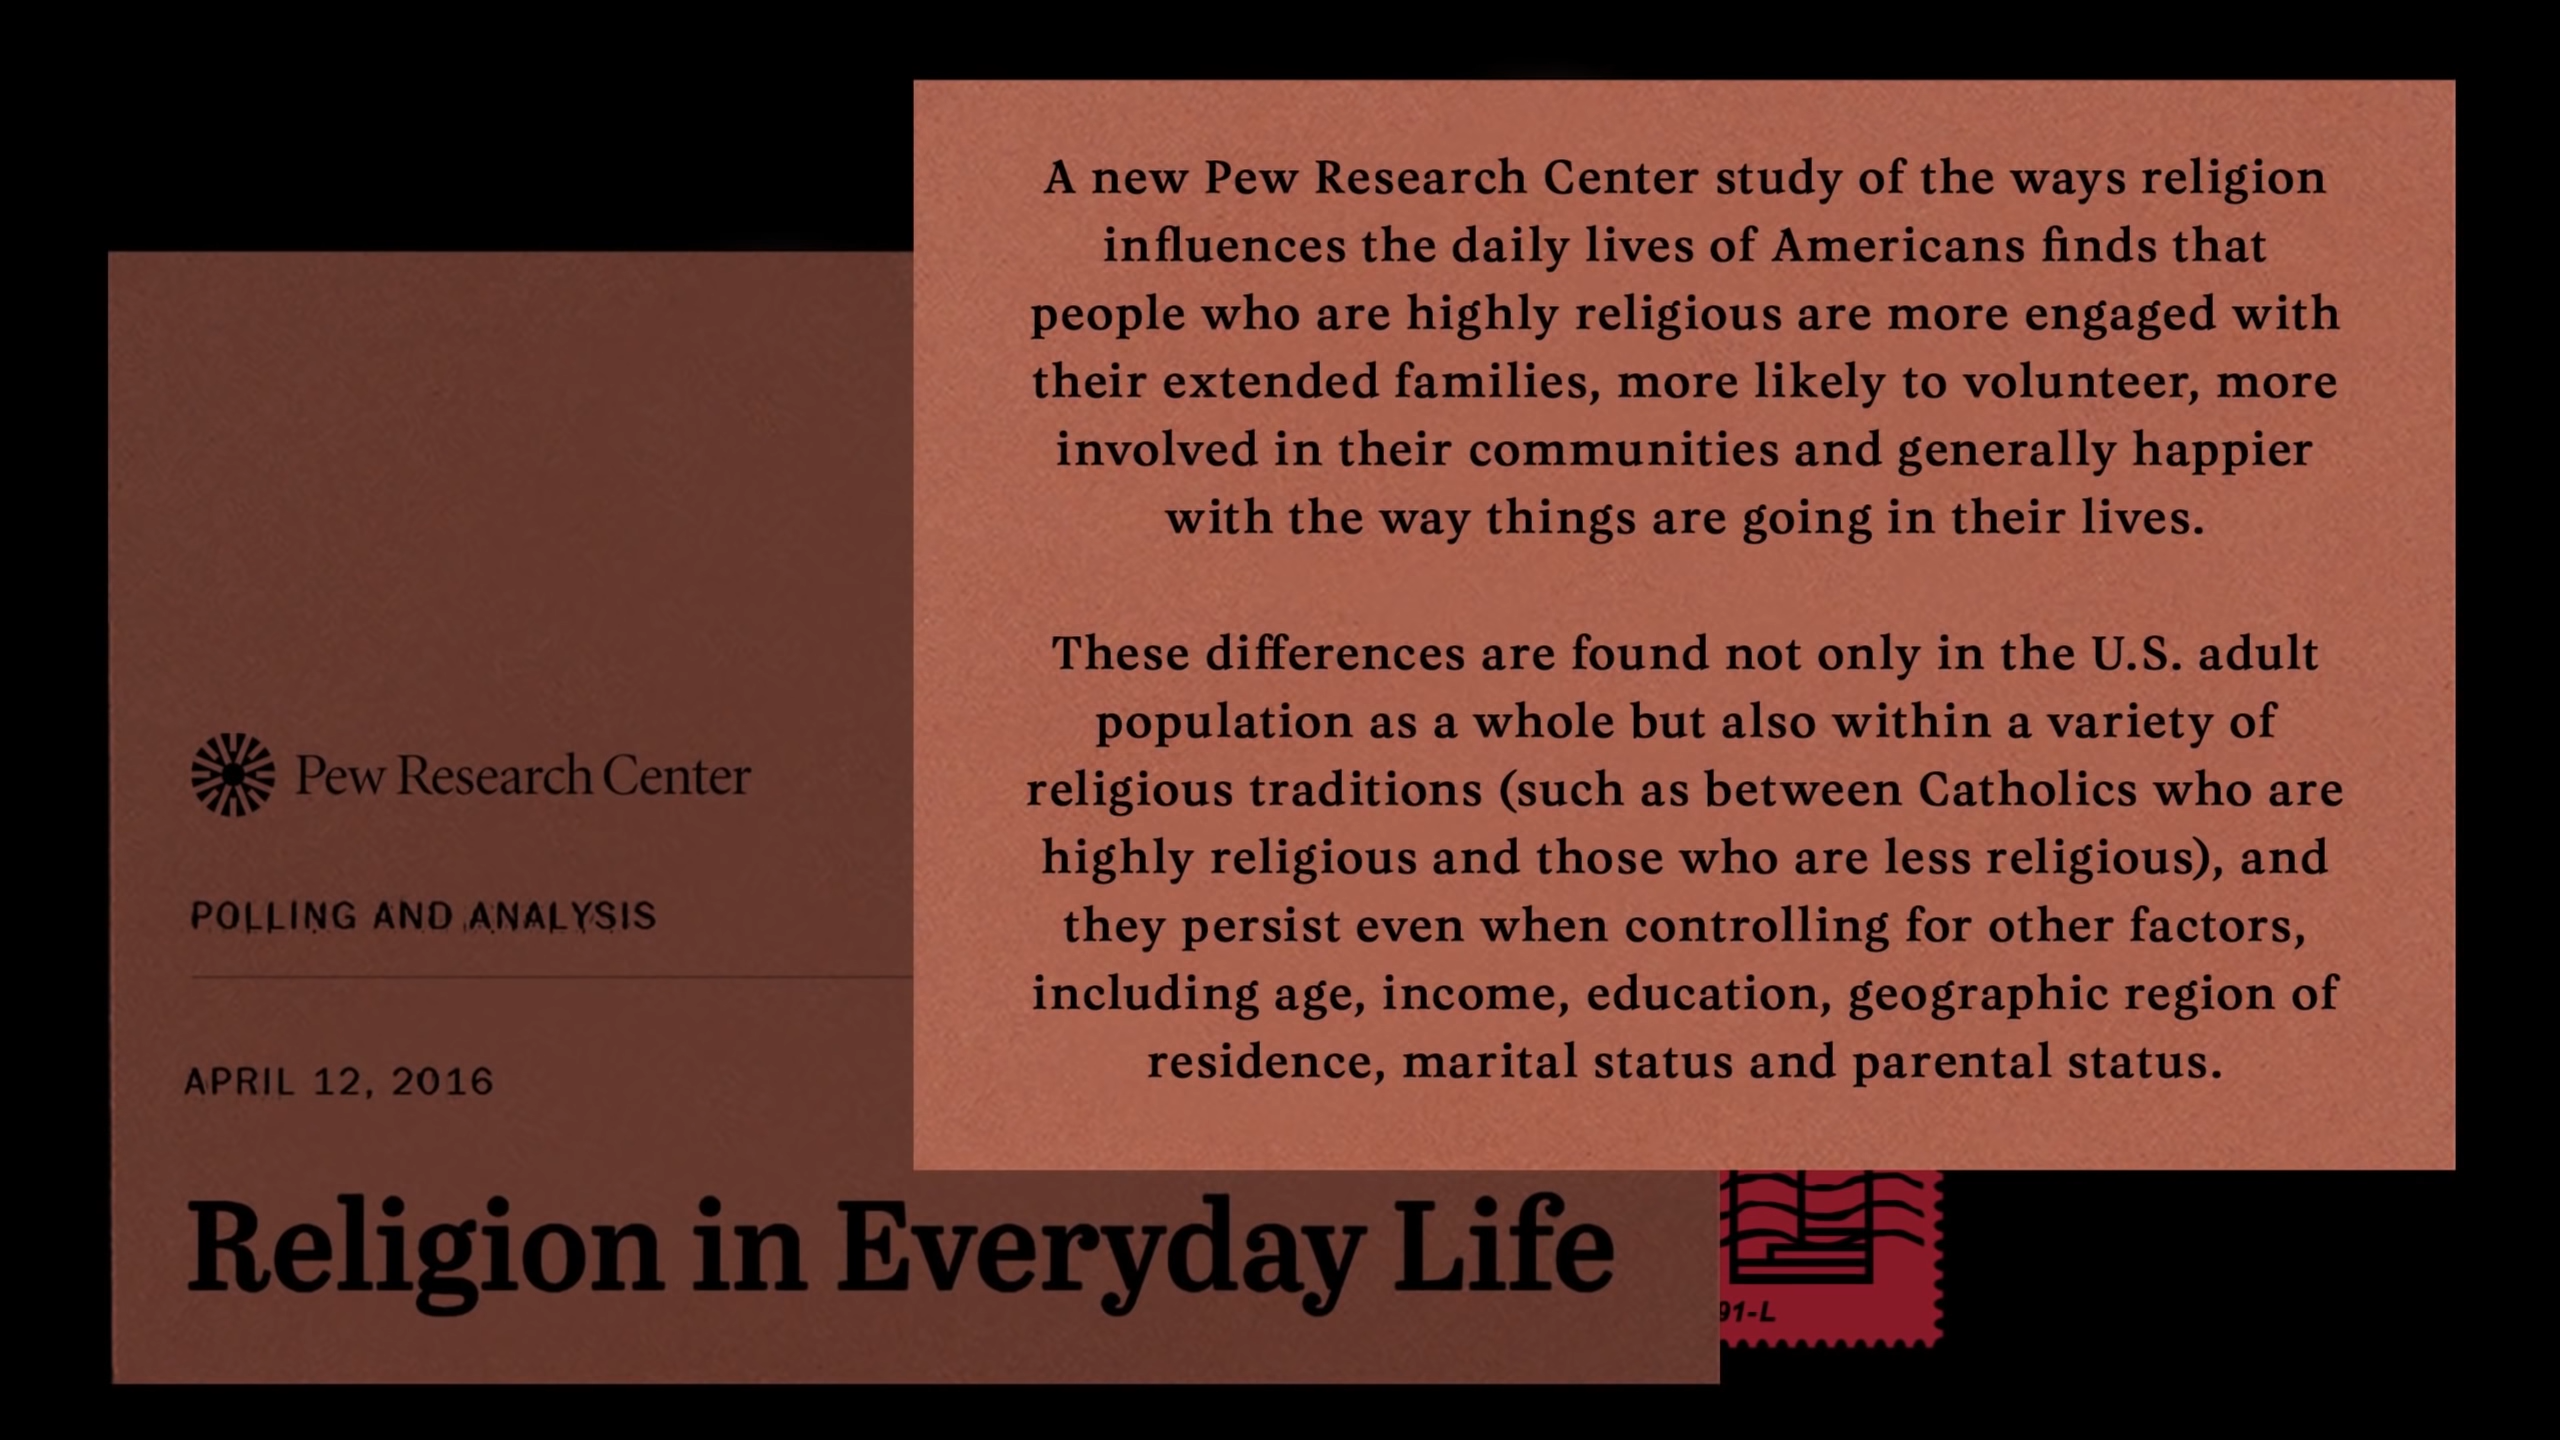 A new Pew Research Center study of the ways religion
influences the daily lives of Americans finds that
people who are highly religious are more engaged with
their extended families, more likely to volunteer, more
involved in their communities and generally happier
with the way things are going in their lives.
These differences are found not only in the U.S. adult
population as a whole but also within a variety of
religious traditions (such as between Catholics who are
highly religious and those who are less religious), and
they persist even when controlling for other factors,
including age, income, education, geographic region of
residence, marital status and parental status.
Pew Research Center
POLLING AND ANALYSIS
APRIL 12, 2016
Religion in Everyday Life
91-L